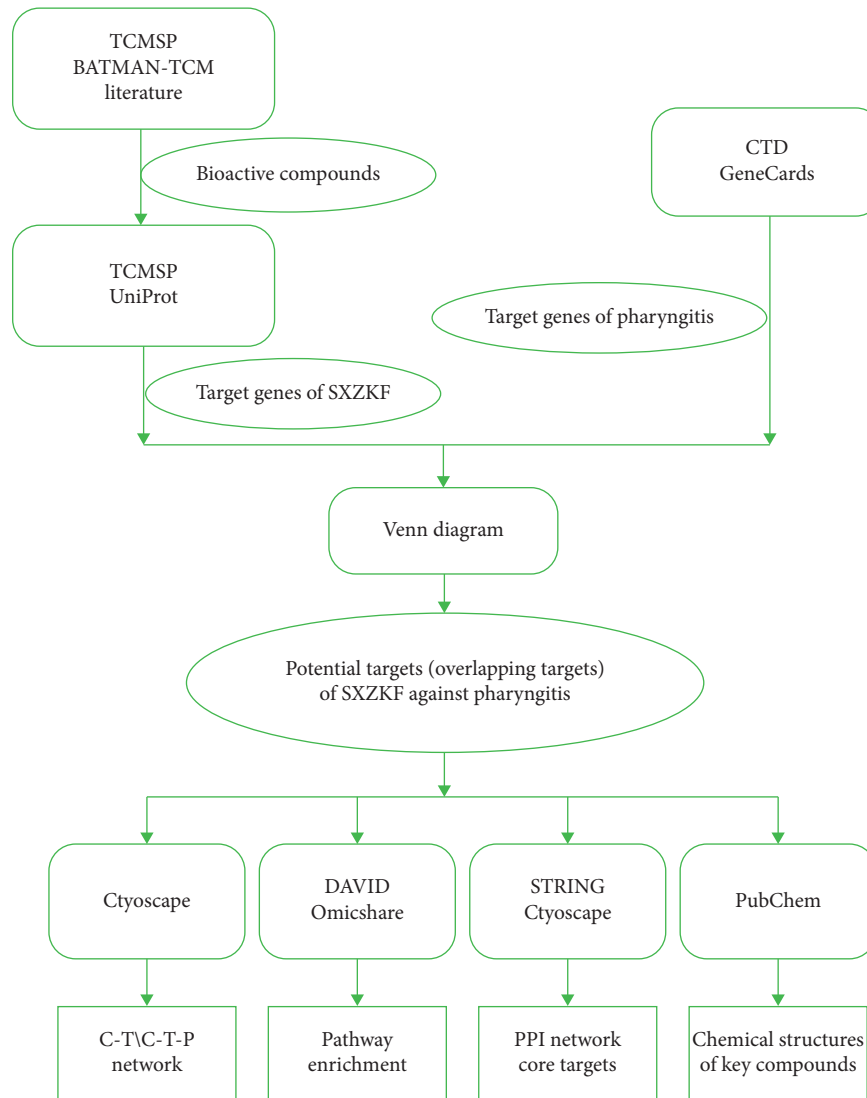 TCMSP
BATMAN-TCM
literature
Bioactive compounds
CTD
GeneCards
TCMSP
UniProt
Target genes of pharyngitis
Target genes of SXZKF
Venn diagram
Potential targets (overlapping targets)
of SXZKF against pharyngitis
Ctyoscape
DAVID
Omicshare
STRING
Ctyoscape
PubChem
C-T\C-T-P
network
Pathway
enrichment
PPI network
core targets
Chemical structures
of key compounds